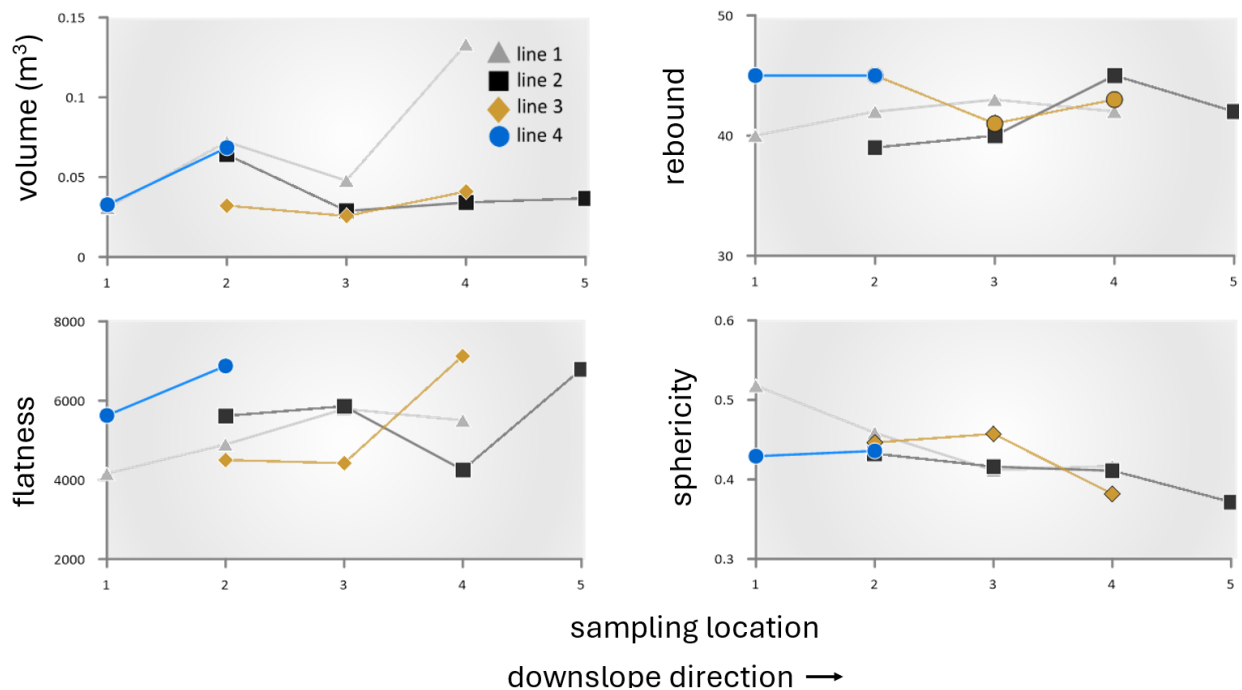 volume (m³)
0.15
0.1
0.05
0
1 2 3 4 5
line 1
line 2
line 3
line 4
rebound
50
40
30
1 2 3 4 5
flatness
8000
6000
4000
2000
1 2 3 4 5
sphericity
0.6
0.5
0.4
0.3
1 2 3 4 5
sampling location
downslope direction →